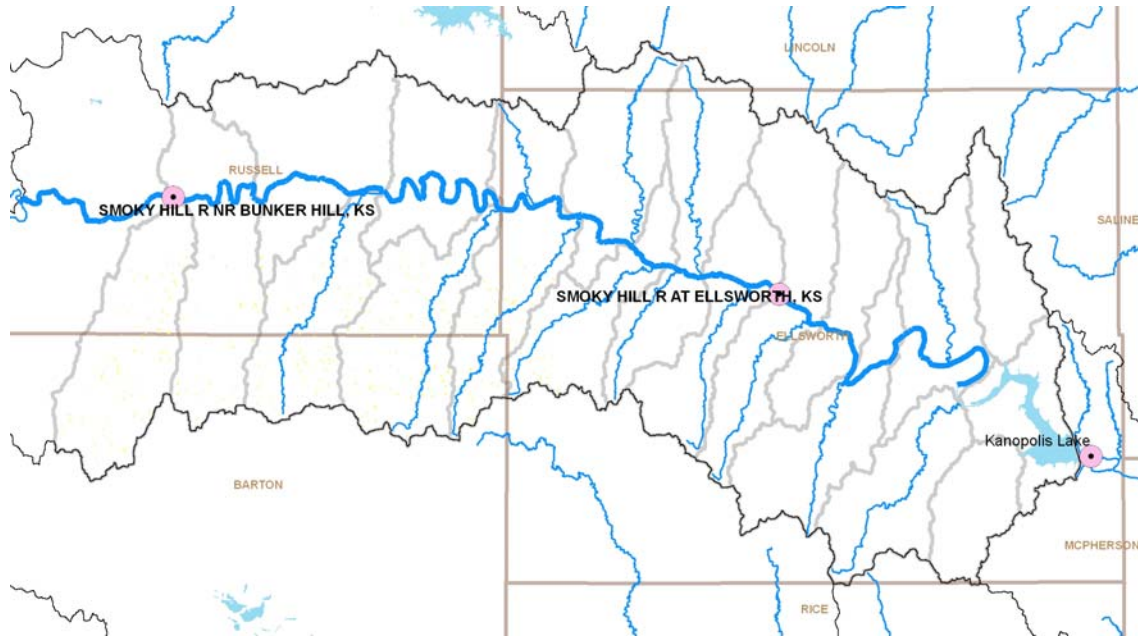 LINCOLN
RUSSELL
SMOKY HILL R NR BUNKER HILL, KS
SALINE
SMOKY HILL R AT ELLSWORTH, KS
ELLSWORTH
Kanopolis Lake
BARTON
MCPHERSON
RICE